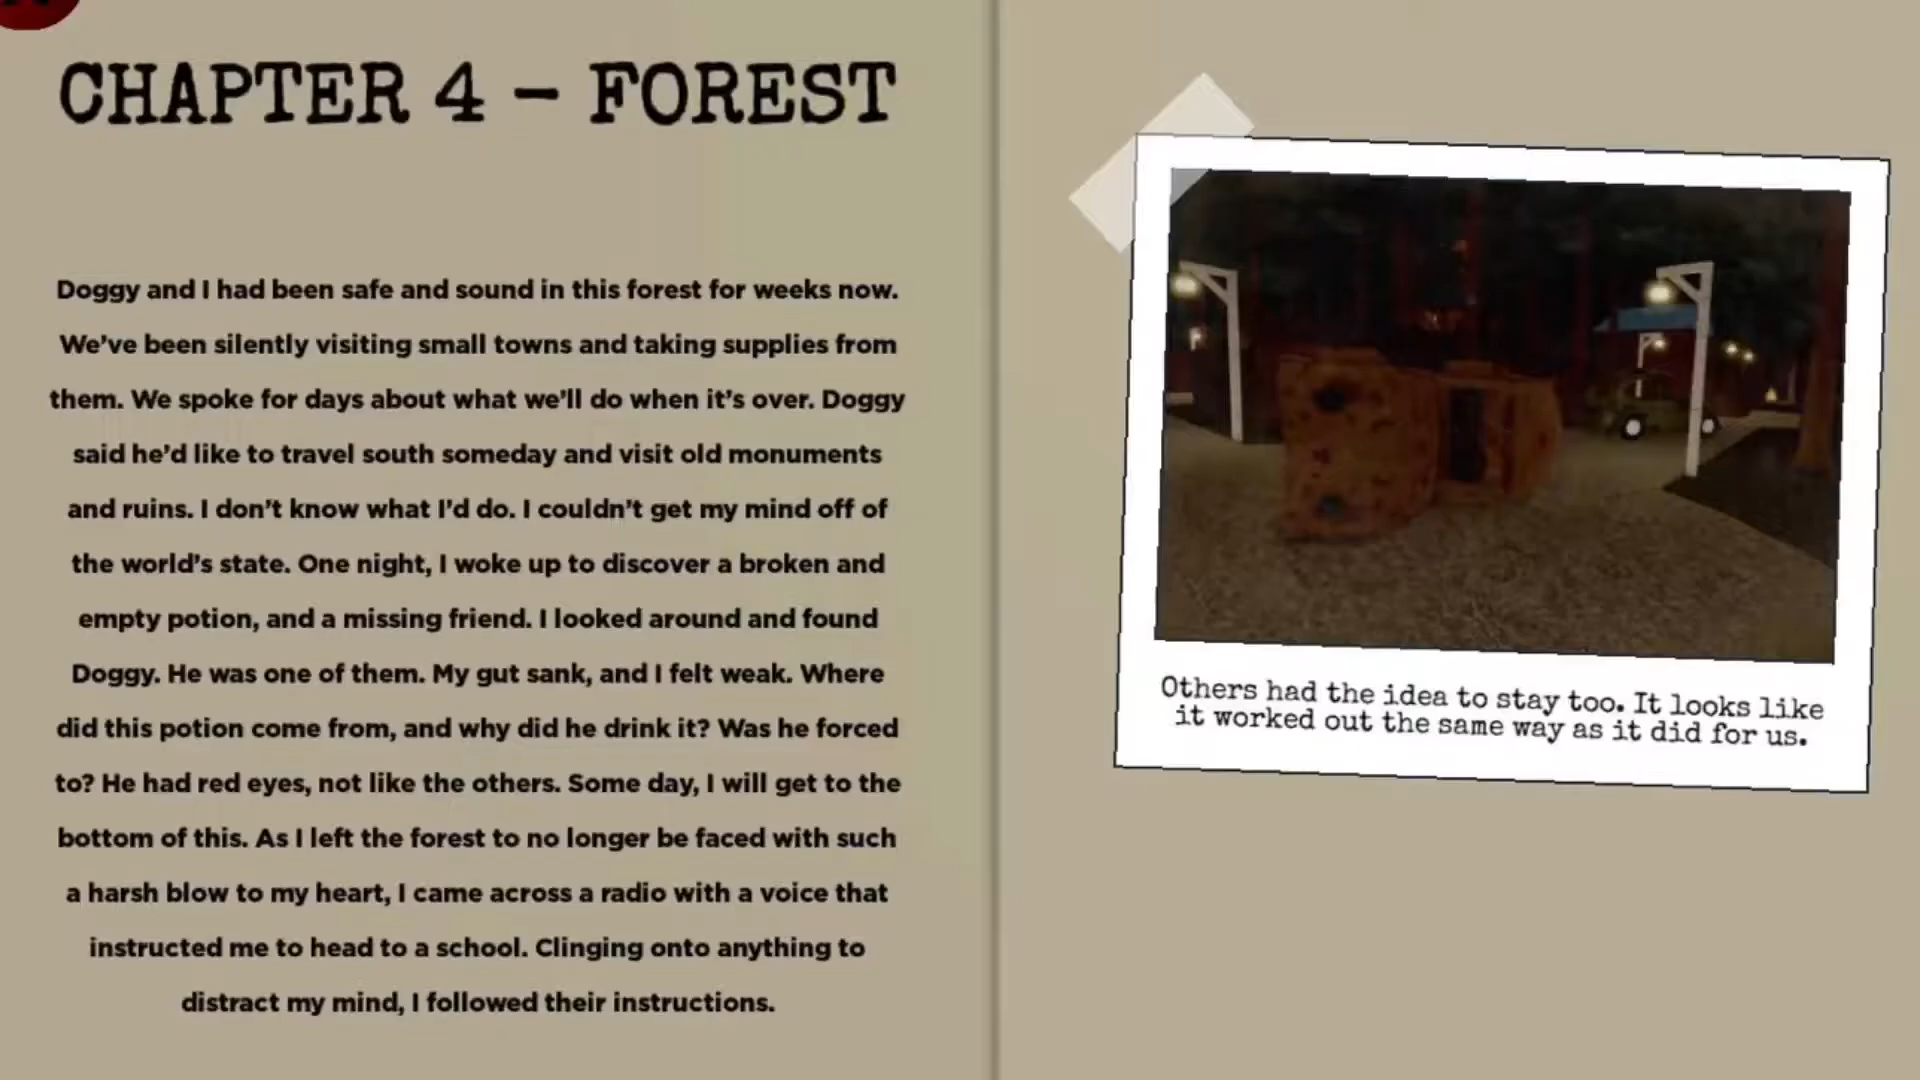 CHAPTER 4 - FOREST
Doggy and I had been safe and sound in this forest for weeks now.
We've been silently visiting small towns and taking supplies from
them. We spoke for days about what we'll do when it's over. Doggy
said he'd like to travel south someday and visit old monuments
and ruins. I don't know what I'd do. I couldn't get my mind off of
the world's state. One night, I woke up to discover a broken and
empty potion, and a missing friend. I looked around and found
Doggy. He was one of them. My gut sank, and I felt weak. Where
did this potion come from, and why did he drink it? Was he forced
to? He had red eyes, not like the others. Some day, I will get to the
bottom of this. As I left the forest to no longer be faced with such
a harsh blow to my heart, I came across a radio with a voice that
instructed me to head to a school. Clinging onto anything to
distract my mind, I followed their instructions.
Others had the idea to stay too. It looks like
it worked out the same way as it did for us.